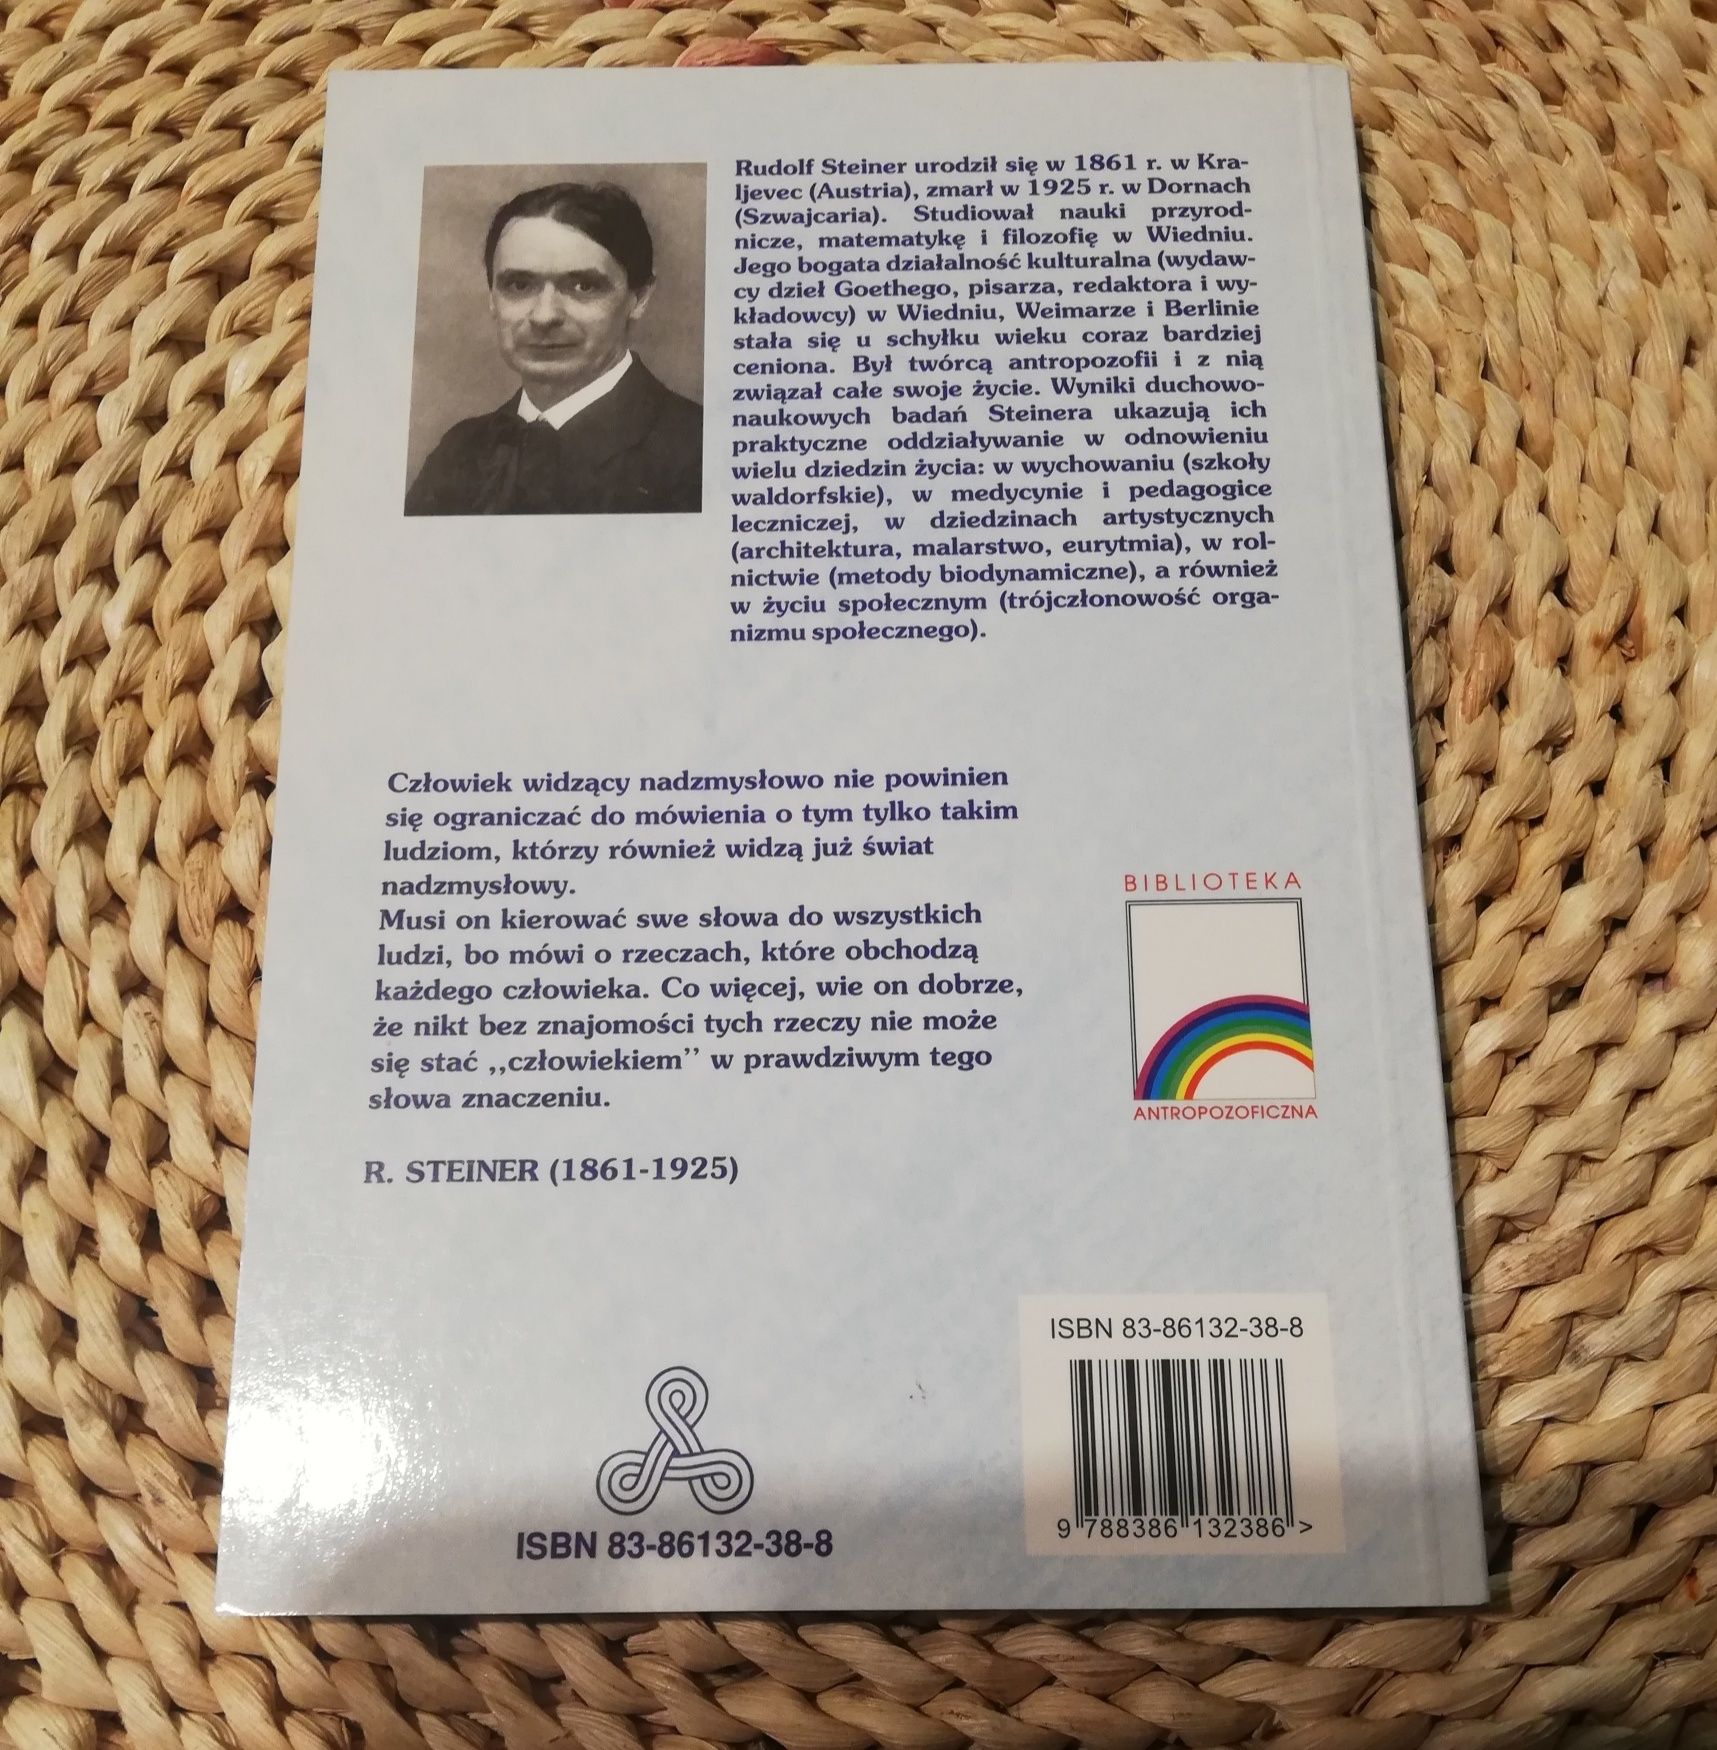 Rudolf Steiner urodził się w 1861 r. w Kra-
ljevec (Austria), zmarł w 1925 r. w Dornach
(Szwajcaria). Studiował nauki przyrod-
nicze, matematykę i filozofię w Wiedniu.
Jego bogata działalność kulturalna (wydaw-
cy dzieł Goethego, pisarza, redaktora i wy-
kładowcy) w Wiedniu, Weimarze i Berlinie
stała się u schyłku wieku coraz bardziej
ceniona. Był twórcą antropozofii i z nią
związał całe swoje życie. Wyniki duchowo-
naukowych badań Steinera ukazują ich
praktyczne oddziaływanie w odnowieniu
wielu dziedzin życia: w wychowaniu (szkoły
waldorfskie), w medycynie i pedagogice
leczniczej, w dziedzinach artystycznych
(architektura, malarstwo, eurytmia), w rol-
nictwie (metody biodynamiczne), a również
w życiu społecznym (trójczłonowość orga-
nizmu społecznego).
Człowiek widzący nadzmysłowo nie powinien
się ograniczać do mówienia o tym tylko takim
ludziom, którzy również widzą już świat
nadzmysłowy.
Musi on kierować swe słowa do wszystkich
ludzi, bo mówi o rzeczach, które obchodzą
każdego człowieka. Co więcej, wie on dobrze,
że nikt bez znajomości tych rzeczy nie może
się stać ,,człowiekiem” w prawdziwym tego
słowa znaczeniu.
R. STEINER (1861-1925)
BIBLIOTEKA
ANTROPOZOFICZNA
ISBN 83-86132-38-8
9 788386 132386 >
ISBN 83-86132-38-8